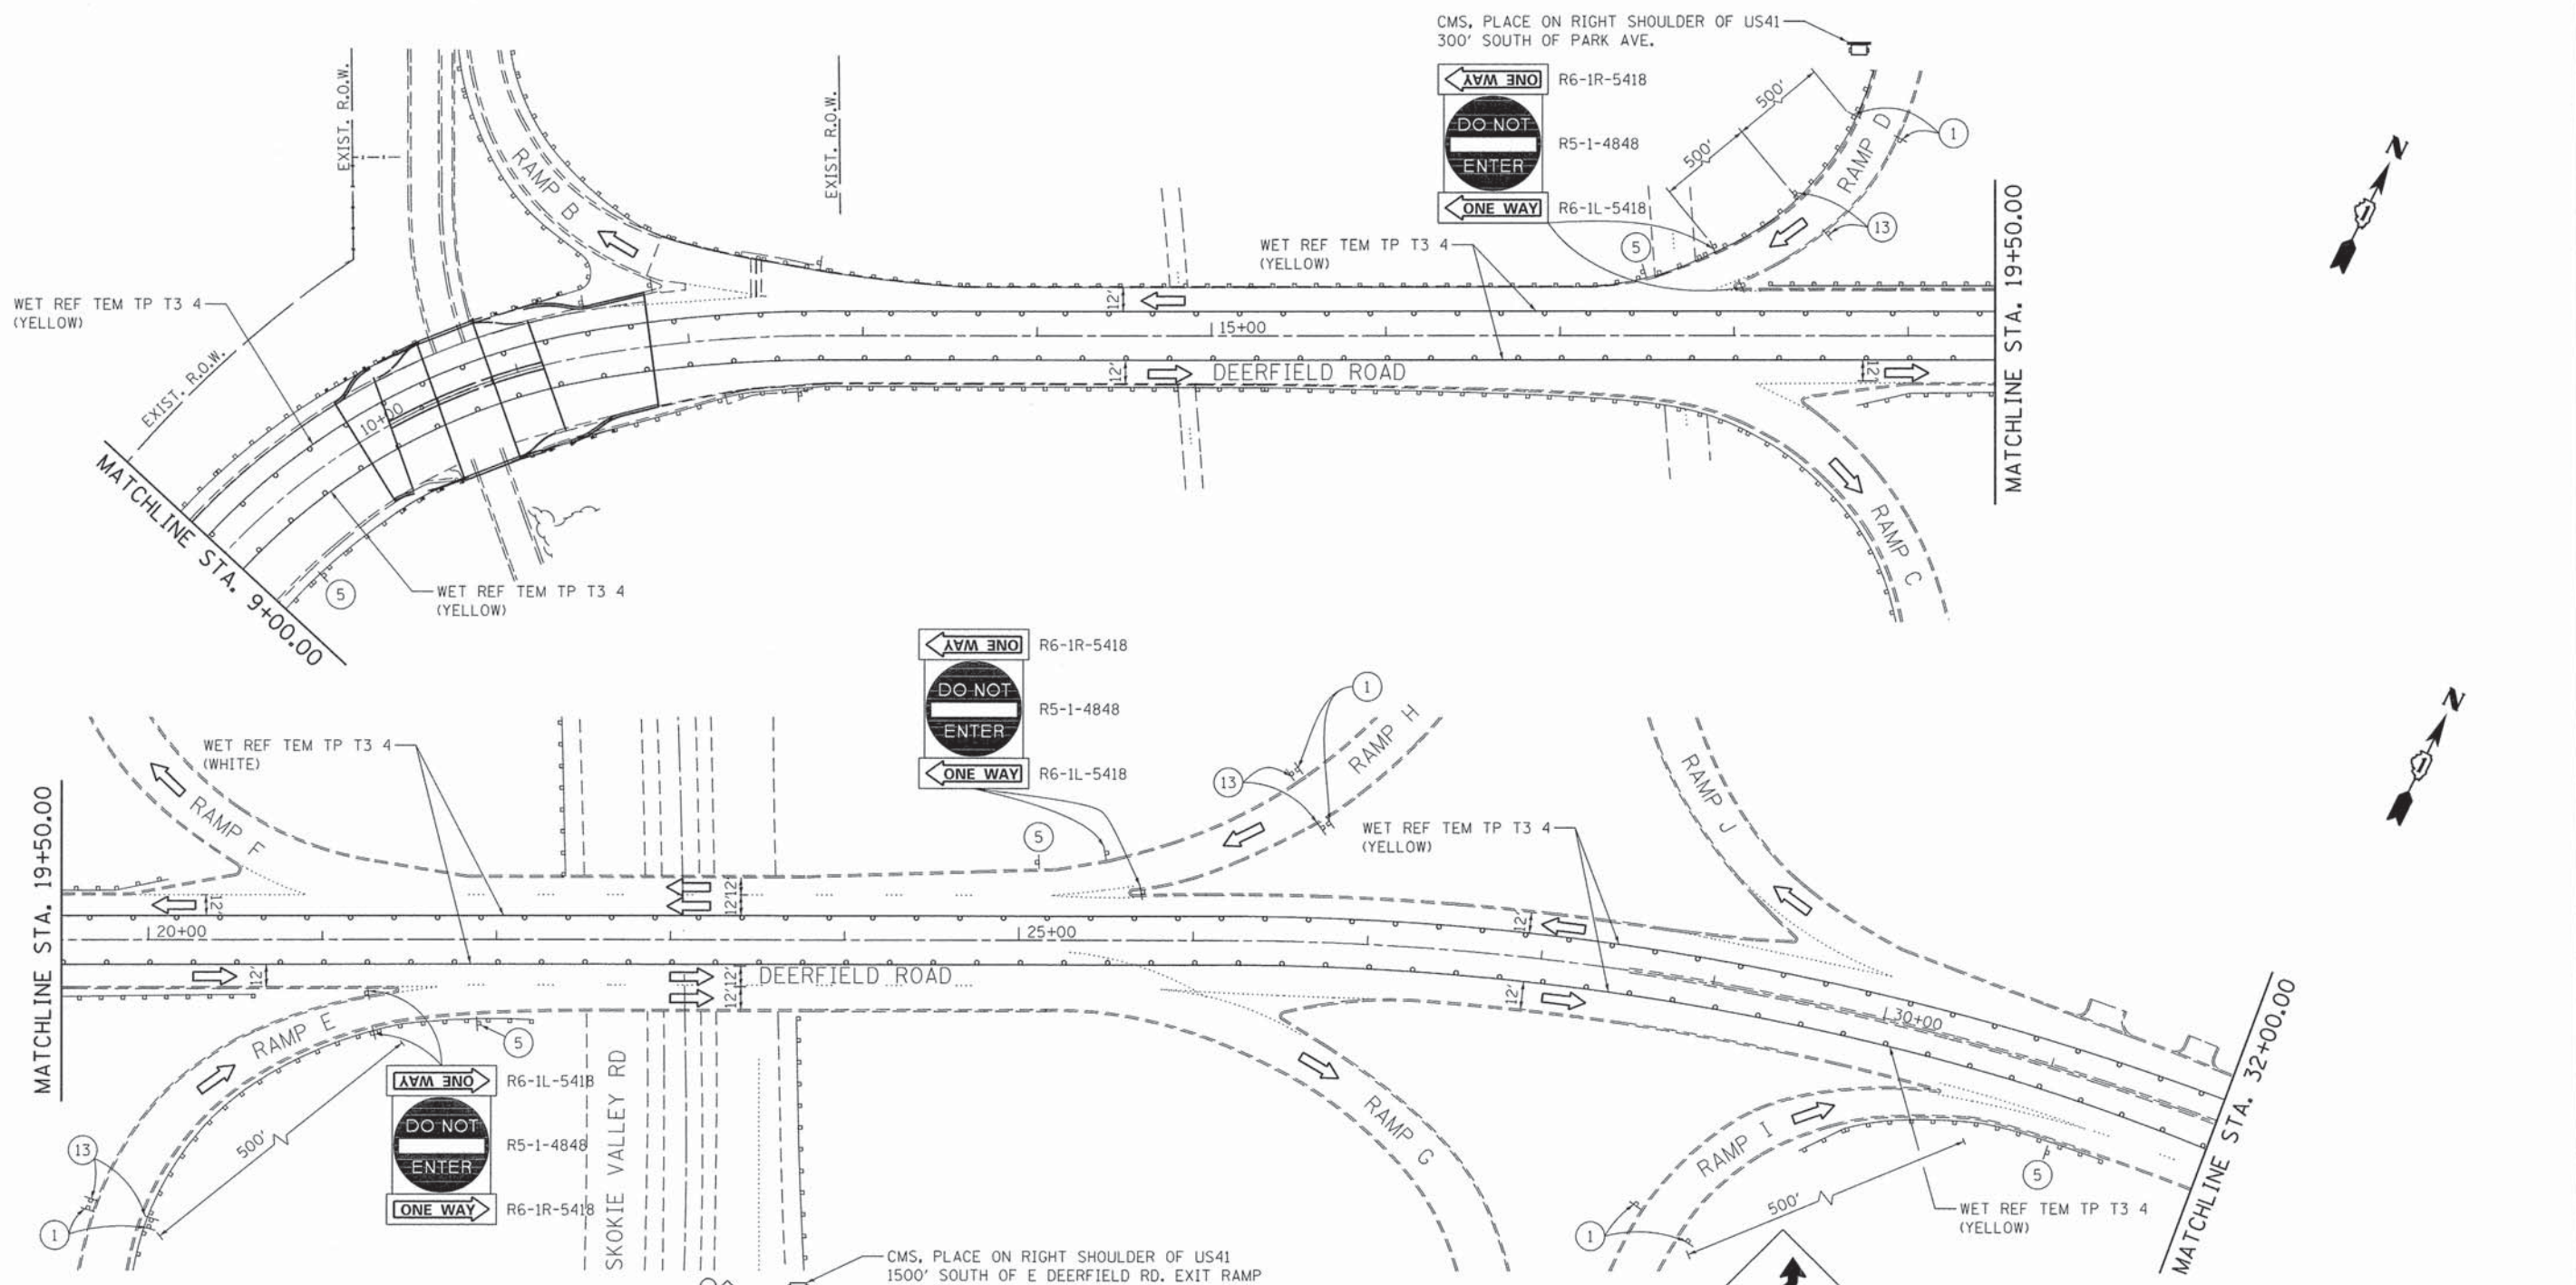 CMS, PLACE ON RIGHT SHOULDER OF US41
300' SOUTH OF PARK AVE.
ONE WAY
R6-1R-5418
DO NOT
ENTER
R5-1-4848
ONE WAY
R6-1L-5418
500'
500'
1
RAMP D
13
5
N
EXIST. R.O.W.
EXIST. R.O.W.
RAMP B
WET REF TEM TP T3 4
(YELLOW)
WET REF TEM TP T3 4
(YELLOW)
12'
15+00
MATCHLINE STA. 19+50.00
12'
DEERFIELD ROAD
12'
EXIST. R.O.W.
10+00
RAMP C
MATCHLINE STA. 9+00.00
5
WET REF TEM TP T3 4
(YELLOW)
ONE WAY
R6-1R-5418
DO NOT
ENTER
R5-1-4848
ONE WAY
R6-1L-5418
1
RAMP H
13
5
N
WET REF TEM TP T3 4
(WHITE)
RAMP F
WET REF TEM TP T3 4
(YELLOW)
RAMP J
MATCHLINE STA. 19+50.00
12'
12'
12'
12'
20+00
25+00
30+00
12'
12'
12'
DEERFIELD ROAD
12'
RAMP E
5
500'
13
1
ONE WAY
R6-1L-5418
DO NOT
ENTER
R5-1-4848
ONE WAY
R6-1R-5418
SKOKIE VALLEY RD
RAMP G
RAMP I
500'
5
1
WET REF TEM TP T3 4
(YELLOW)
MATCHLINE STA. 32+00.00
CMS, PLACE ON RIGHT SHOULDER OF US41
1500' SOUTH OF E DEERFIELD RD. EXIT RAMP